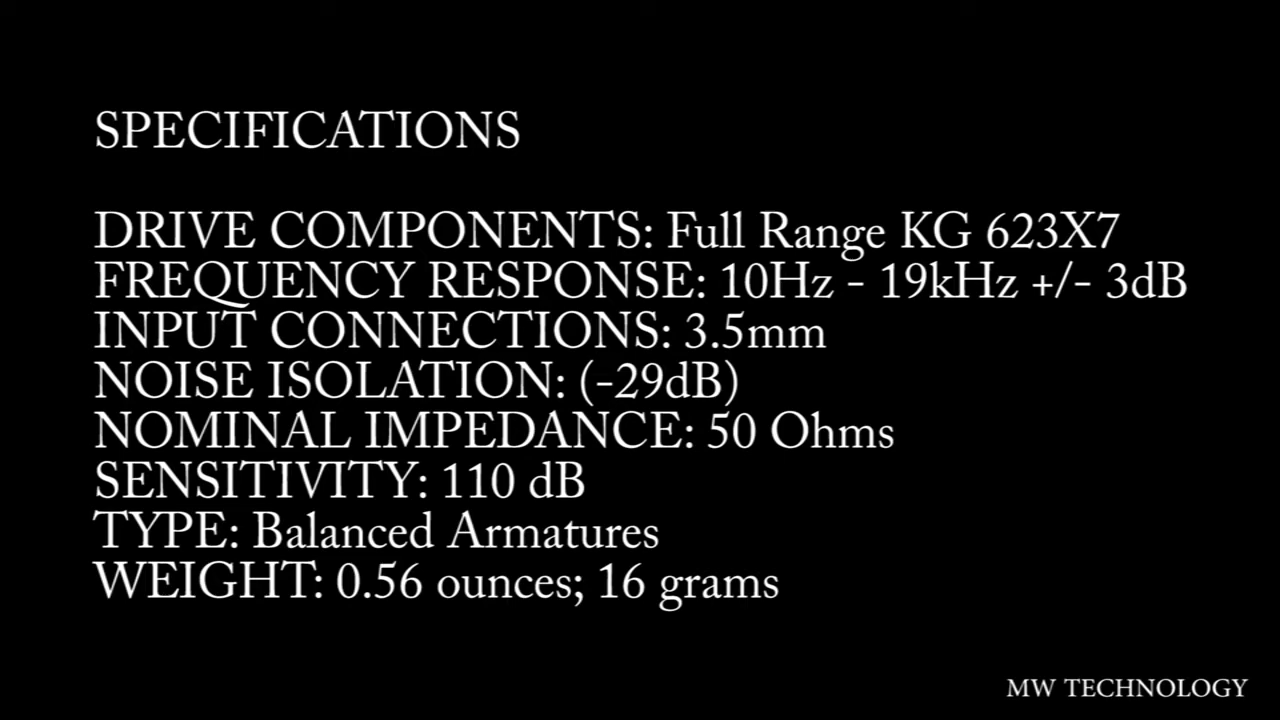 SPECIFICATIONS
DRIVE COMPONENTS: Full Range KG 623X7
FREQUENCY RESPONSE: 10Hz - 19kHz +/- 3dB
INPUT CONNECTIONS: 3.5mm
NOISE ISOLATION: (-29dB)
NOMINAL IMPEDANCE: 50 Ohms
SENSITIVITY: 110 dB
TYPE: Balanced Armatures
WEIGHT: 0.56 ounces; 16 grams
MW TECHNOLOGY